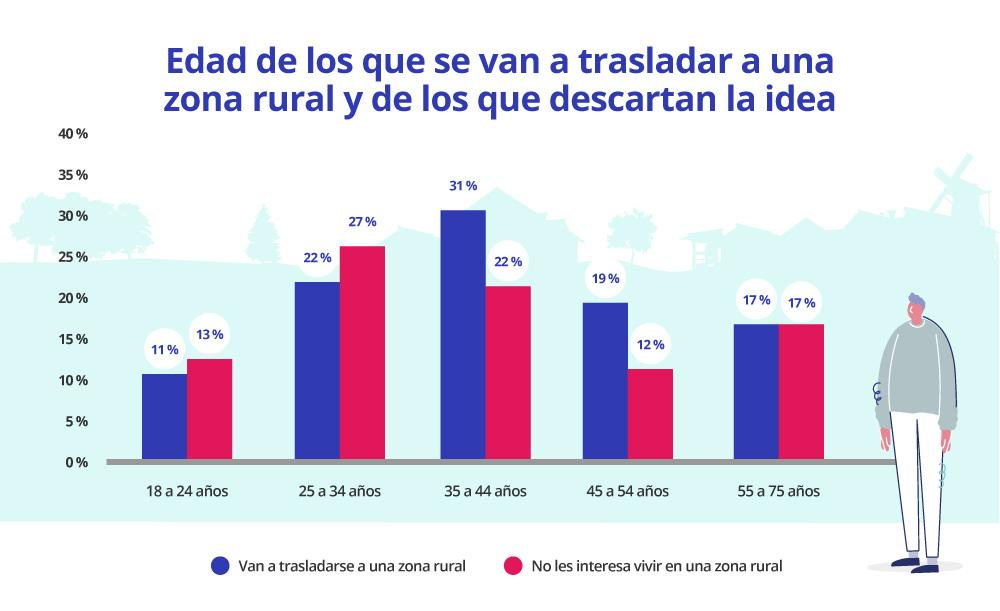 Edad de los que se van a trasladar a una
zona rural y de los que descartan la idea
40 %
35 %
30 %
25 %
20 %
15 %
10 %
5 %
0 %
11 %
13 %
22 %
27 %
31 %
22 %
19 %
12 %
17 %
17 %
18 a 24 años
25 a 34 años
35 a 44 años
45 a 54 años
55 a 75 años
Van a trasladarse a una zona rural
No les interesa vivir en una zona rural